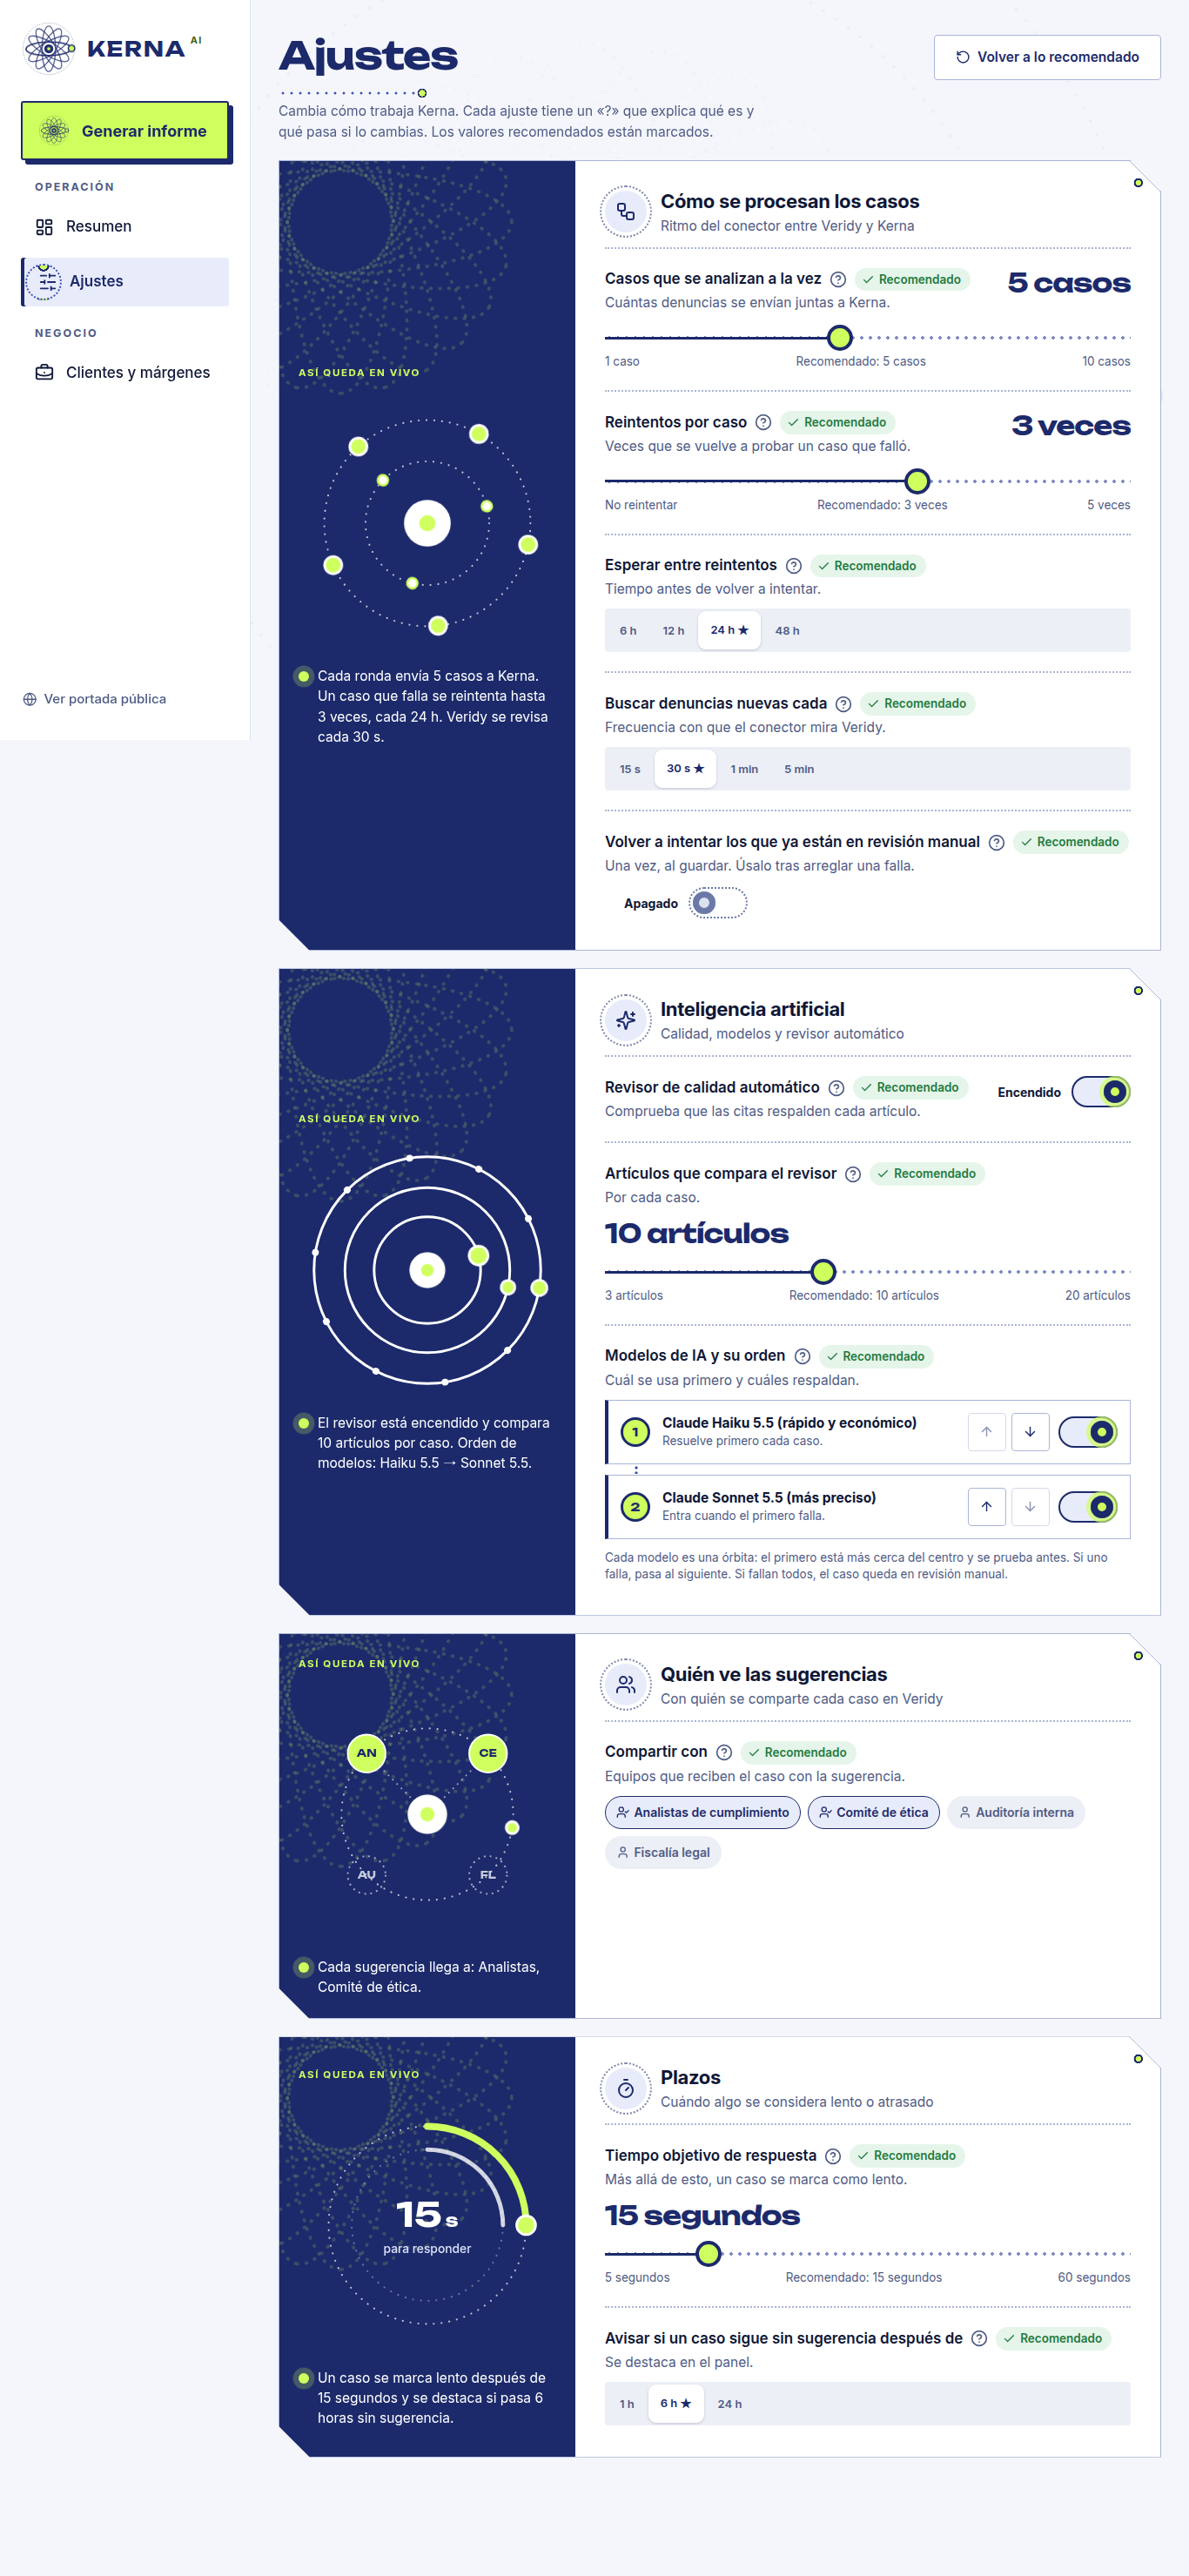 KERNA AI
Generar informe
OPERACIÓN
Resumen
Ajustes
NEGOCIO
Clientes y márgenes
Ver portada pública
Ajustes
Volver a lo recomendado
Cambia cómo trabaja Kerna. Cada ajuste tiene un «?» que explica qué es y
qué pasa si lo cambias. Los valores recomendados están marcados.
ASÍ QUEDA EN VIVO
Cada ronda envía 5 casos a Kerna.
Un caso que falla se reintenta hasta
3 veces, cada 24 h. Veridy se revisa
cada 30 s.
Cómo se procesan los casos
Ritmo del conector entre Veridy y Kerna
Casos que se analizan a la vez ? Recomendado 5 casos
Cuántas denuncias se envían juntas a Kerna.
1 caso Recomendado: 5 casos 10 casos
Reintentos por caso ? Recomendado 3 veces
Veces que se vuelve a probar un caso que falló.
No reintentar Recomendado: 3 veces 5 veces
Esperar entre reintentos ? Recomendado
Tiempo antes de volver a intentar.
6 h 12 h 24 h ★ 48 h
Buscar denuncias nuevas cada ? Recomendado
Frecuencia con que el conector mira Veridy.
15 s 30 s ★ 1 min 5 min
Volver a intentar los que ya están en revisión manual ? Recomendado
Una vez, al guardar. Úsalo tras arreglar una falla.
Apagado
ASÍ QUEDA EN VIVO
El revisor está encendido y compara
10 artículos por caso. Orden de
modelos: Haiku 5.5 → Sonnet 5.5.
Inteligencia artificial
Calidad, modelos y revisor automático
Revisor de calidad automático ? Recomendado Encendido
Comprueba que las citas respalden cada artículo.
Artículos que compara el revisor ? Recomendado
Por cada caso.
10 artículos
3 artículos Recomendado: 10 artículos 20 artículos
Modelos de IA y su orden ? Recomendado
Cuál se usa primero y cuáles respaldan.
1 Claude Haiku 5.5 (rápido y económico)
Resuelve primero cada caso.
2 Claude Sonnet 5.5 (más preciso)
Entra cuando el primero falla.
Cada modelo es una órbita: el primero está más cerca del centro y se prueba antes. Si uno
falla, pasa al siguiente. Si fallan todos, el caso queda en revisión manual.
ASÍ QUEDA EN VIVO
AN CE
AU FL
Cada sugerencia llega a: Analistas,
Comité de ética.
Quién ve las sugerencias
Con quién se comparte cada caso en Veridy
Compartir con ? Recomendado
Equipos que reciben el caso con la sugerencia.
Analistas de cumplimiento Comité de ética Auditoría interna
Fiscalía legal
ASÍ QUEDA EN VIVO
15 s
para responder
Un caso se marca lento después de
15 segundos y se destaca si pasa 6
horas sin sugerencia.
Plazos
Cuándo algo se considera lento o atrasado
Tiempo objetivo de respuesta ? Recomendado
Más allá de esto, un caso se marca como lento.
15 segundos
5 segundos Recomendado: 15 segundos 60 segundos
Avisar si un caso sigue sin sugerencia después de ? Recomendado
Se destaca en el panel.
1 h 6 h ★ 24 h